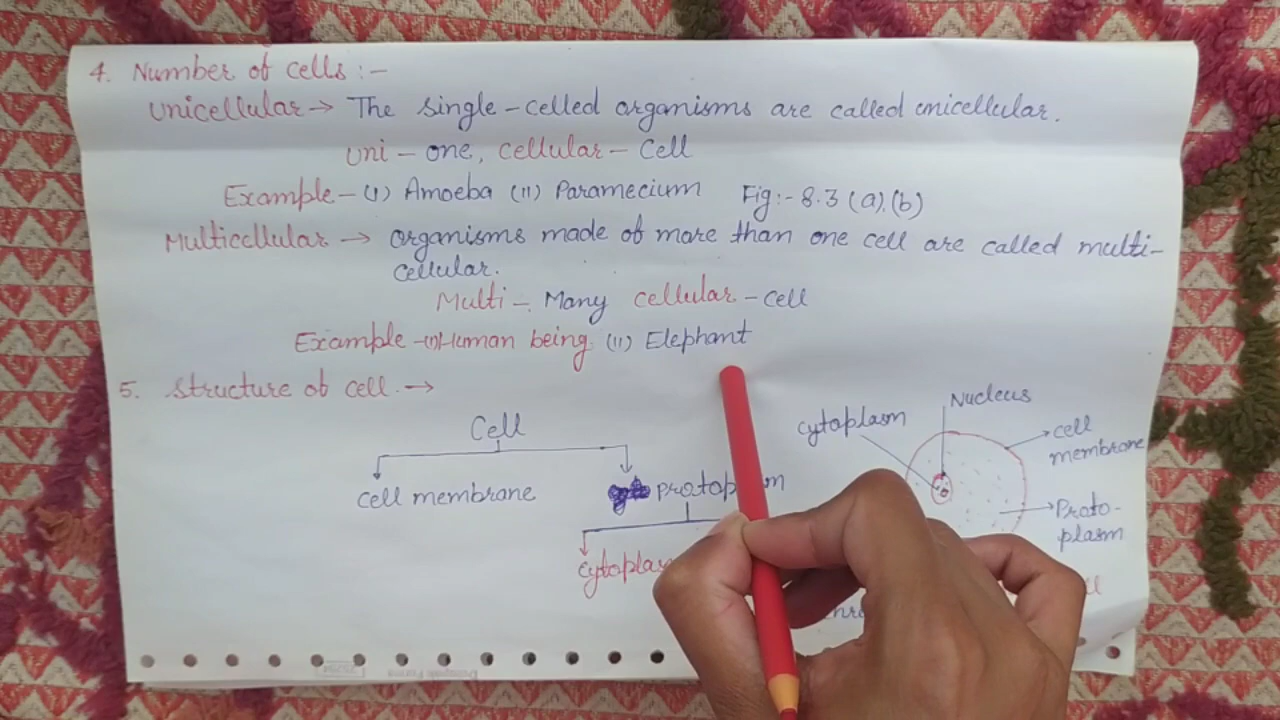 4. Number of cells :-
Unicellular → The single-celled organisms are called unicellular.
Uni - one, cellular - cell
Example - (i) Amoeba (ii) Paramecium Fig:- 8.3 (a), (b)
Multicellular → organisms made of more than one cell are called multi-
cellular.
Multi - Many cellular - cell
Example - (i) Human being (ii) Elephant
5. Structure of cell. →
Cell
cell membrane
Cytoplasm
Nucleus
cytoplasm
cell
membrane
Proto-
plasm